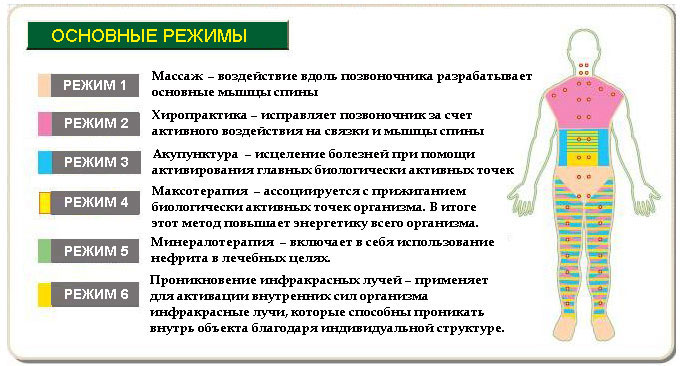 ОСНОВНЫЕ РЕЖИМЫ
РЕЖИМ 1
Массаж – воздействие вдоль позвоночника разрабатывает
основные мышцы спины
РЕЖИМ 2
Хиропрактика – исправляет позвоночник за счет
активного воздействия на связки и мышцы спины
РЕЖИМ 3
Акупунктура – исцеление болезней при помощи
активирования главных биологически активных точек
РЕЖИМ 4
Максотерапия – ассоциируется с прижиганием
биологически активных точек организма. В итоге
этот метод повышает энергетику всего организма.
РЕЖИМ 5
Минералотерапия – включает в себя использование
нефрита в лечебных целях.
РЕЖИМ 6
Проникновение инфракрасных лучей – применяет
для активации внутренних сил организма
инфракрасные лучи, которые способны проникать
внутрь объекта благодаря индивидуальной структуре.